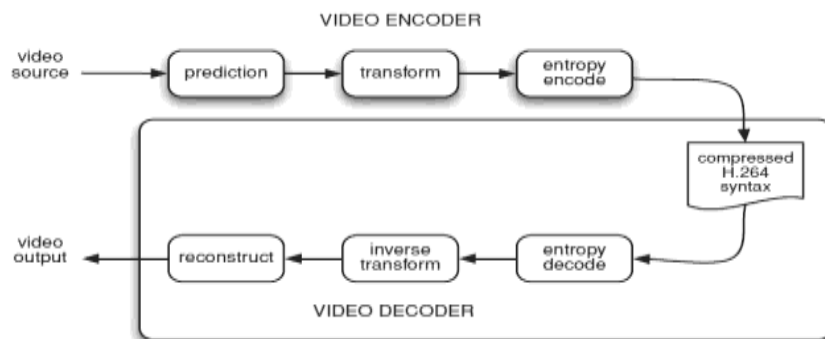 VIDEO ENCODER
video
source
prediction
transform
entropy
encode
compressed
H.264
syntax
video
output
reconstruct
inverse
transform
entropy
decode
VIDEO DECODER